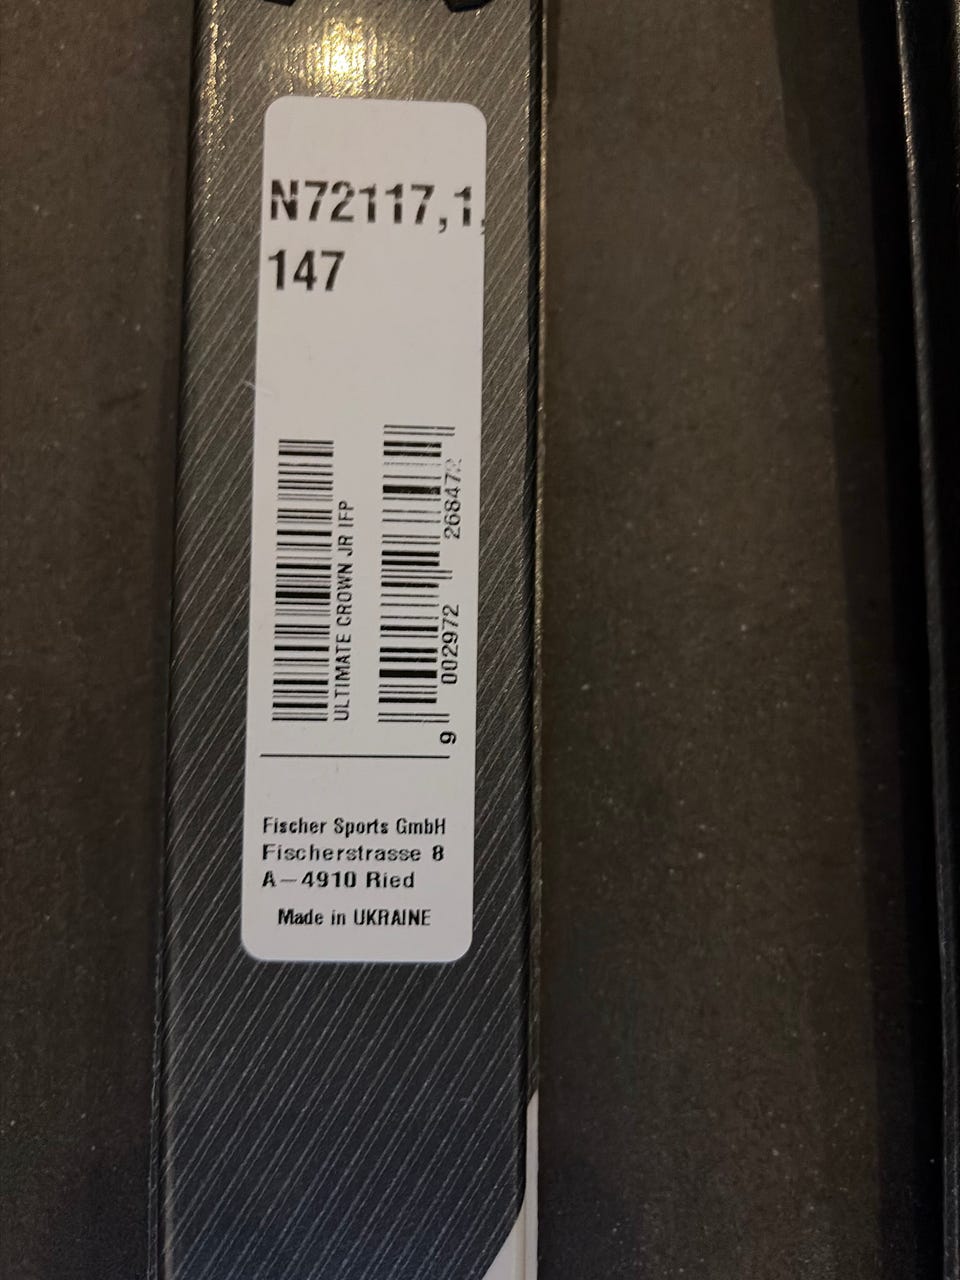 N72117,1,
147
ULTIMATE CROWN JR IFP
9 002972 268472
Fischer Sports GmbH
Fischerstrasse 8
A-4910 Ried
Made in UKRAINE